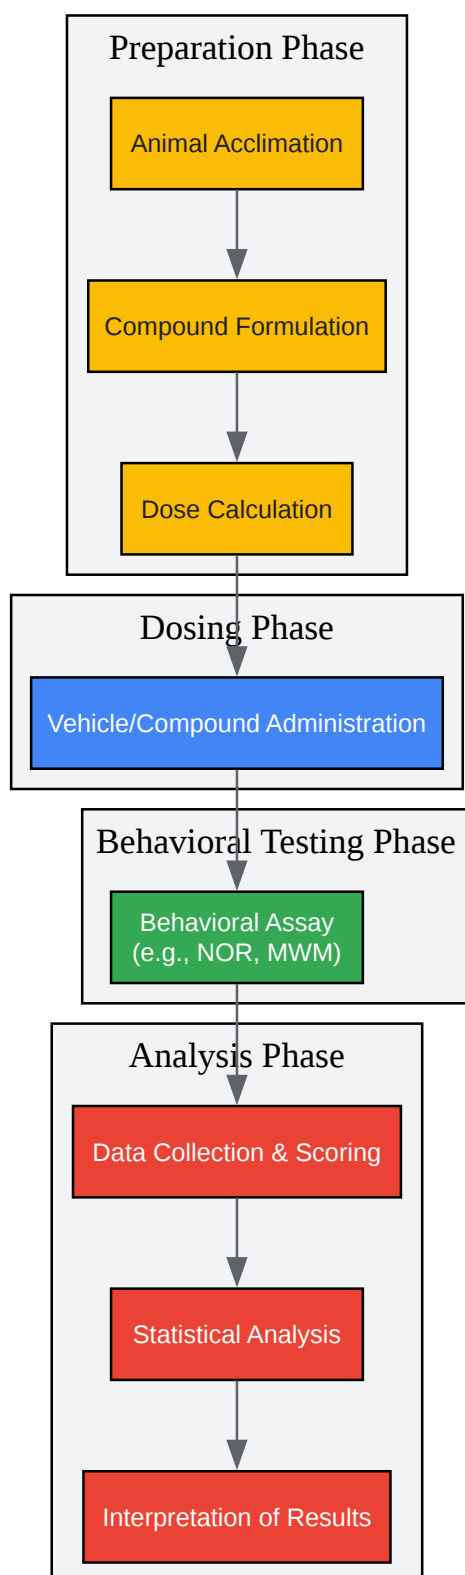 Preparation Phase
Animal Acclimation
Compound Formulation
Dose Calculation
Dosing Phase
Vehicle/Compound Administration
Behavioral Testing Phase
Behavioral Assay
(e.g., NOR, MWM)
Analysis Phase
Data Collection & Scoring
Statistical Analysis
Interpretation of Results